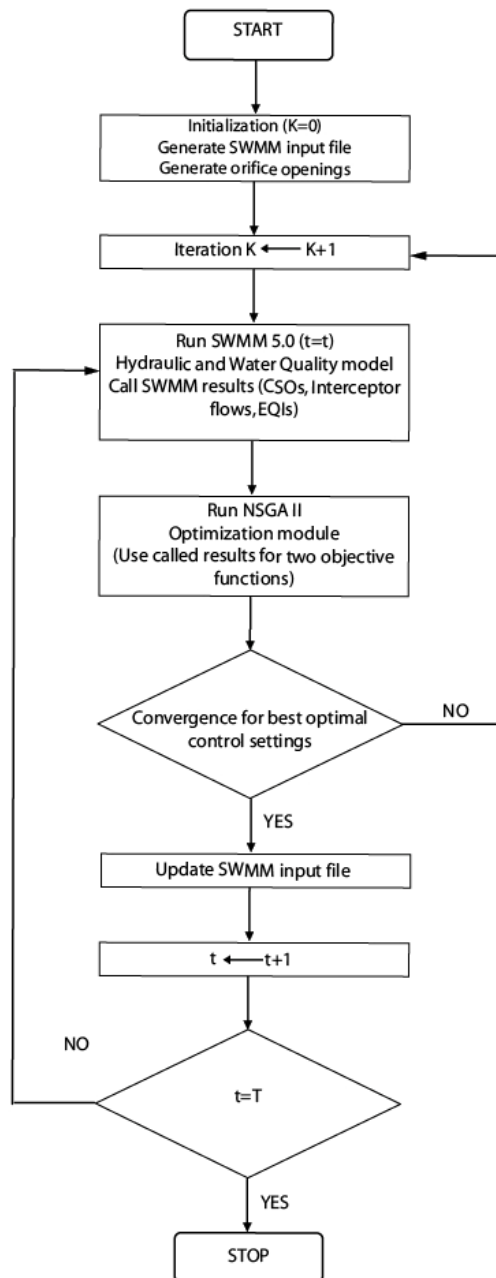 START
Initialization (K=0)
Generate SWMM input file
Generate orifice openings
Iteration K ← K+1
Run SWMM 5.0 (t=t)
Hydraulic and Water Quality model
Call SWMM results (CSOs, Interceptor
flows, EQIs)
Run NSGA II
Optimization module
(Use called results for two objective
functions)
Convergence for best optimal
control settings
NO
YES
Update SWMM input file
t ← t+1
NO
t=T
YES
STOP